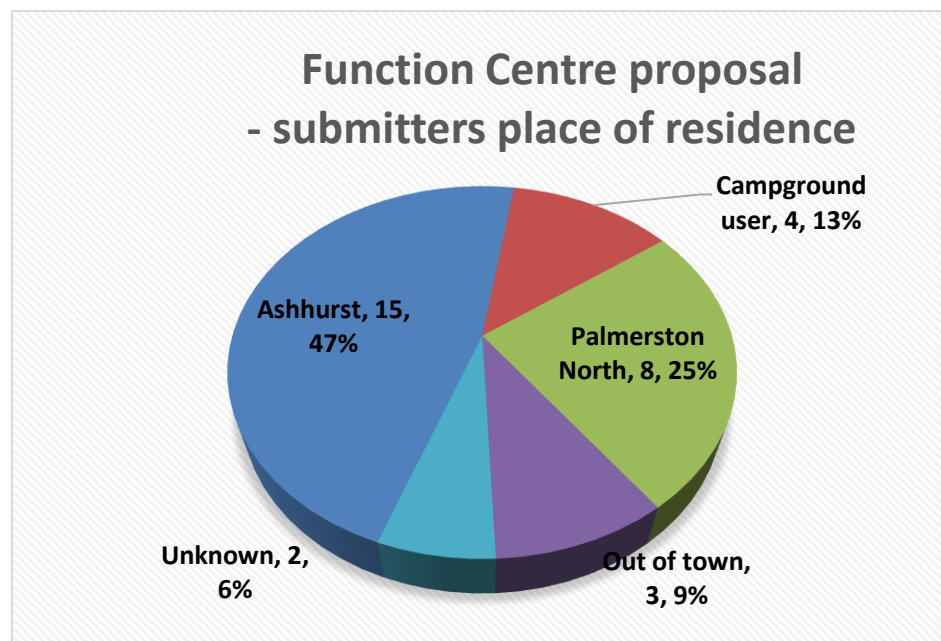 Function Centre proposal
- submitters place of residence
Campground
user, 4, 13%
Ashhurst, 15,
47%
Palmerston
North, 8, 25%
Unknown, 2,
6%
Out of town,
3, 9%